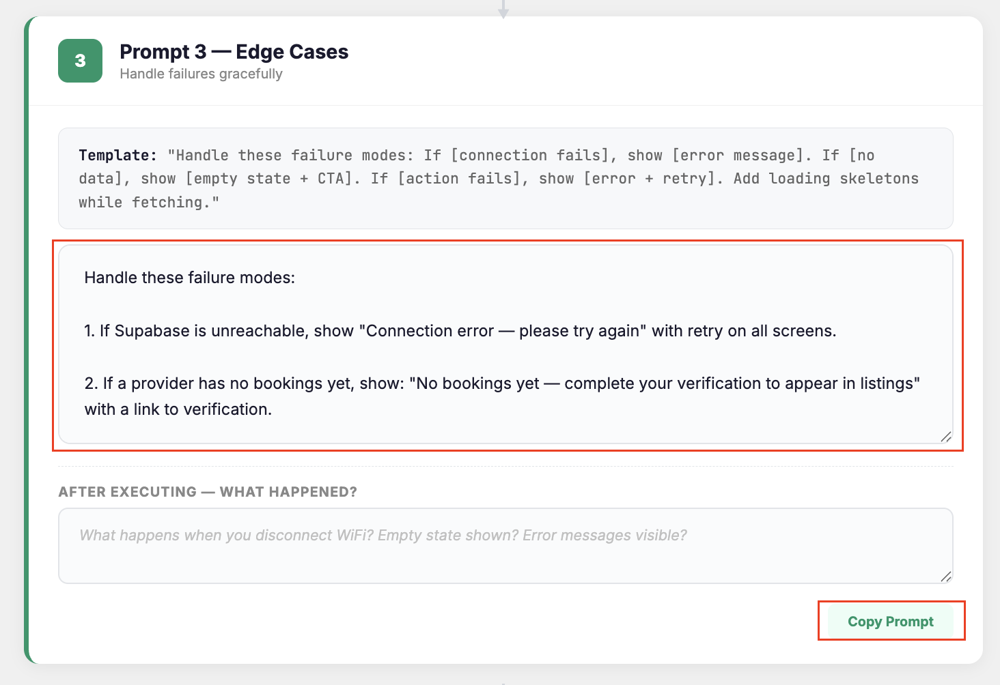 3
Prompt 3 — Edge Cases
Handle failures gracefully
Template: "Handle these failure modes: If [connection fails], show [error message]. If [no
data], show [empty state + CTA]. If [action fails], show [error + retry]. Add loading skeletons
while fetching."
Handle these failure modes:
1. If Supabase is unreachable, show "Connection error — please try again" with retry on all screens.
2. If a provider has no bookings yet, show: "No bookings yet — complete your verification to appear in listings"
with a link to verification.
AFTER EXECUTING — WHAT HAPPENED?
What happens when you disconnect WiFi? Empty state shown? Error messages visible?
Copy Prompt